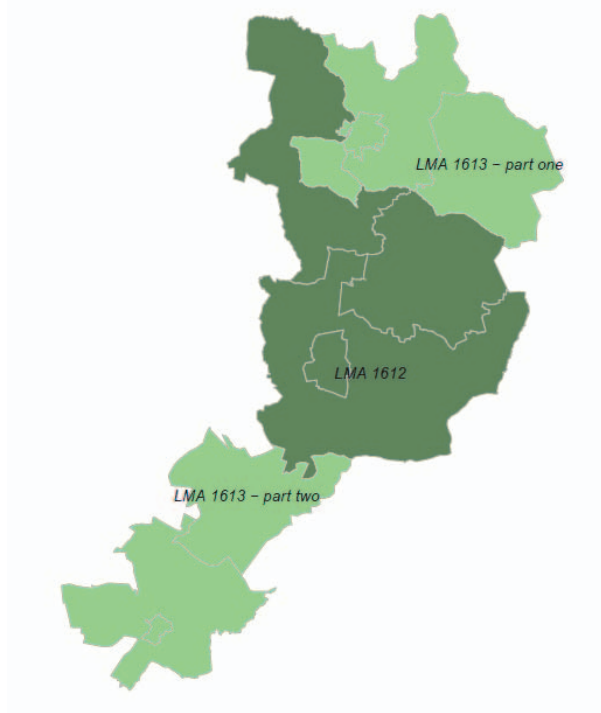 LMA 1613 − part one
LMA 1612
LMA 1613 − part two